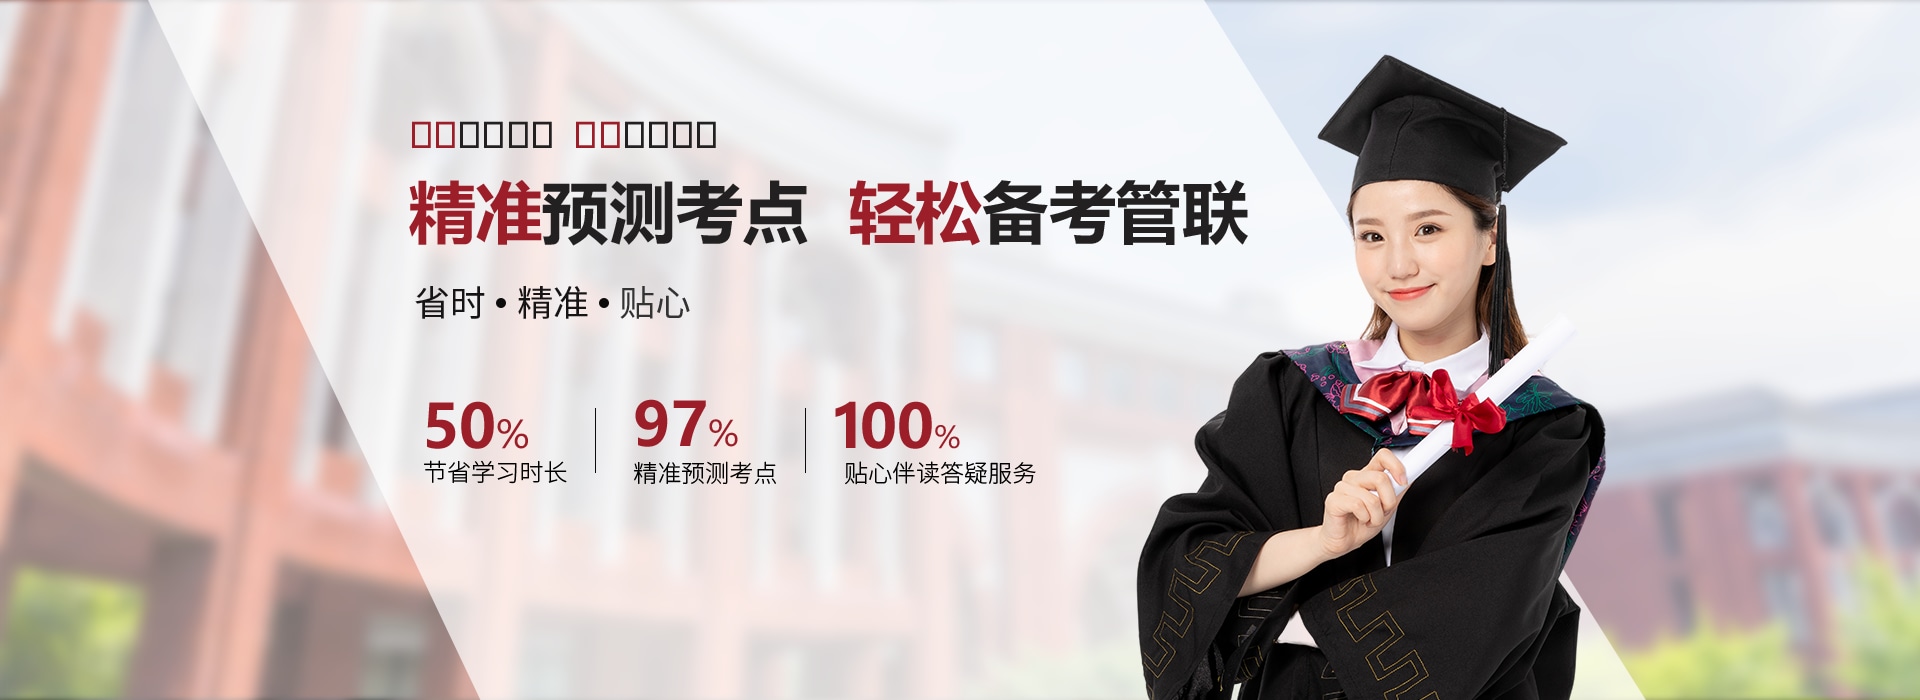 精准预测考点 轻松备考管联
省时•精准•贴心
50%
节省学习时长
97%
精准预测考点
100%
贴心伴读答疑服务